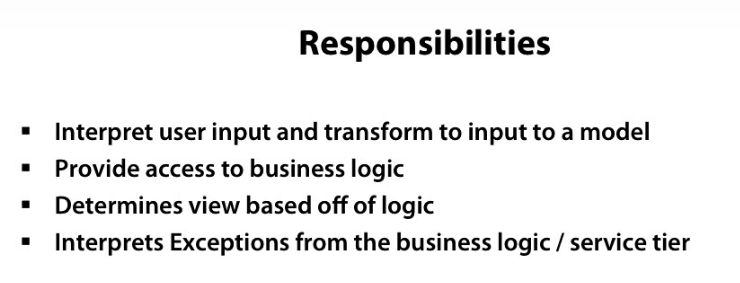 Responsibilities
▪ Interpret user input and transform to input to a model
▪ Provide access to business logic
▪ Determines view based off of logic
▪ Interprets Exceptions from the business logic / service tier